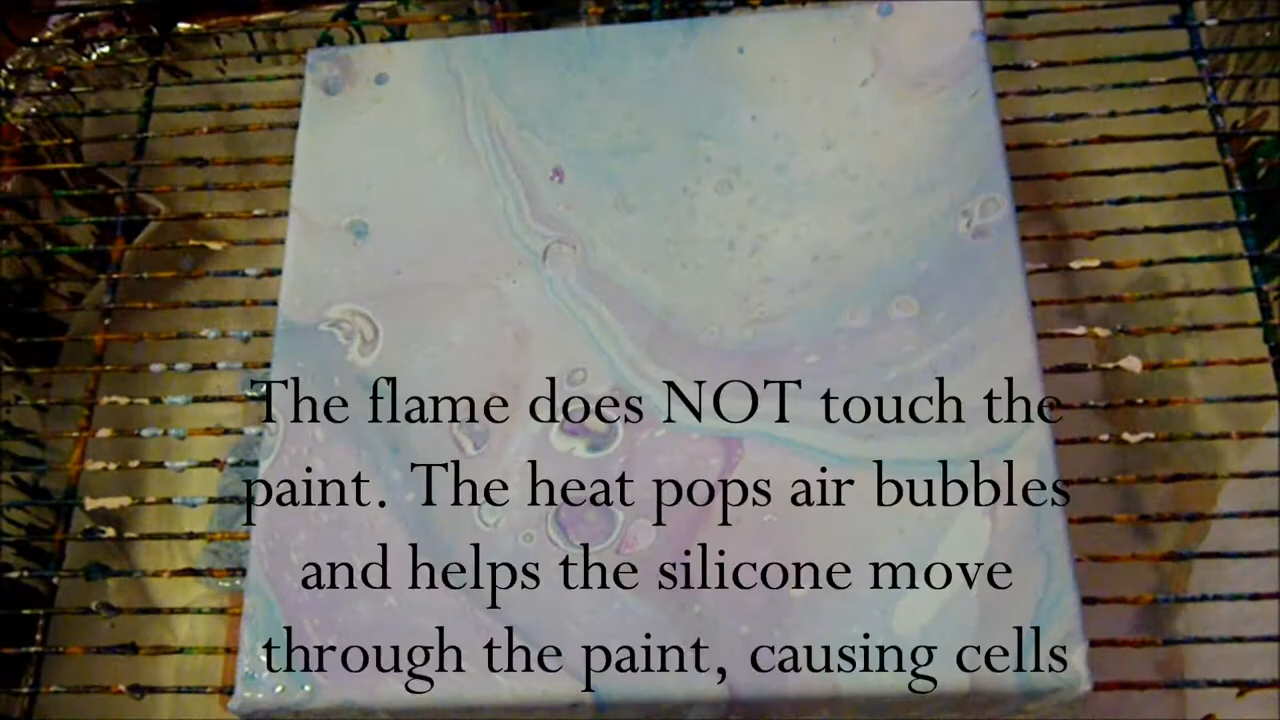 The flame does NOT touch the
paint. The heat pops air bubbles
and helps the silicone move
through the paint, causing cells